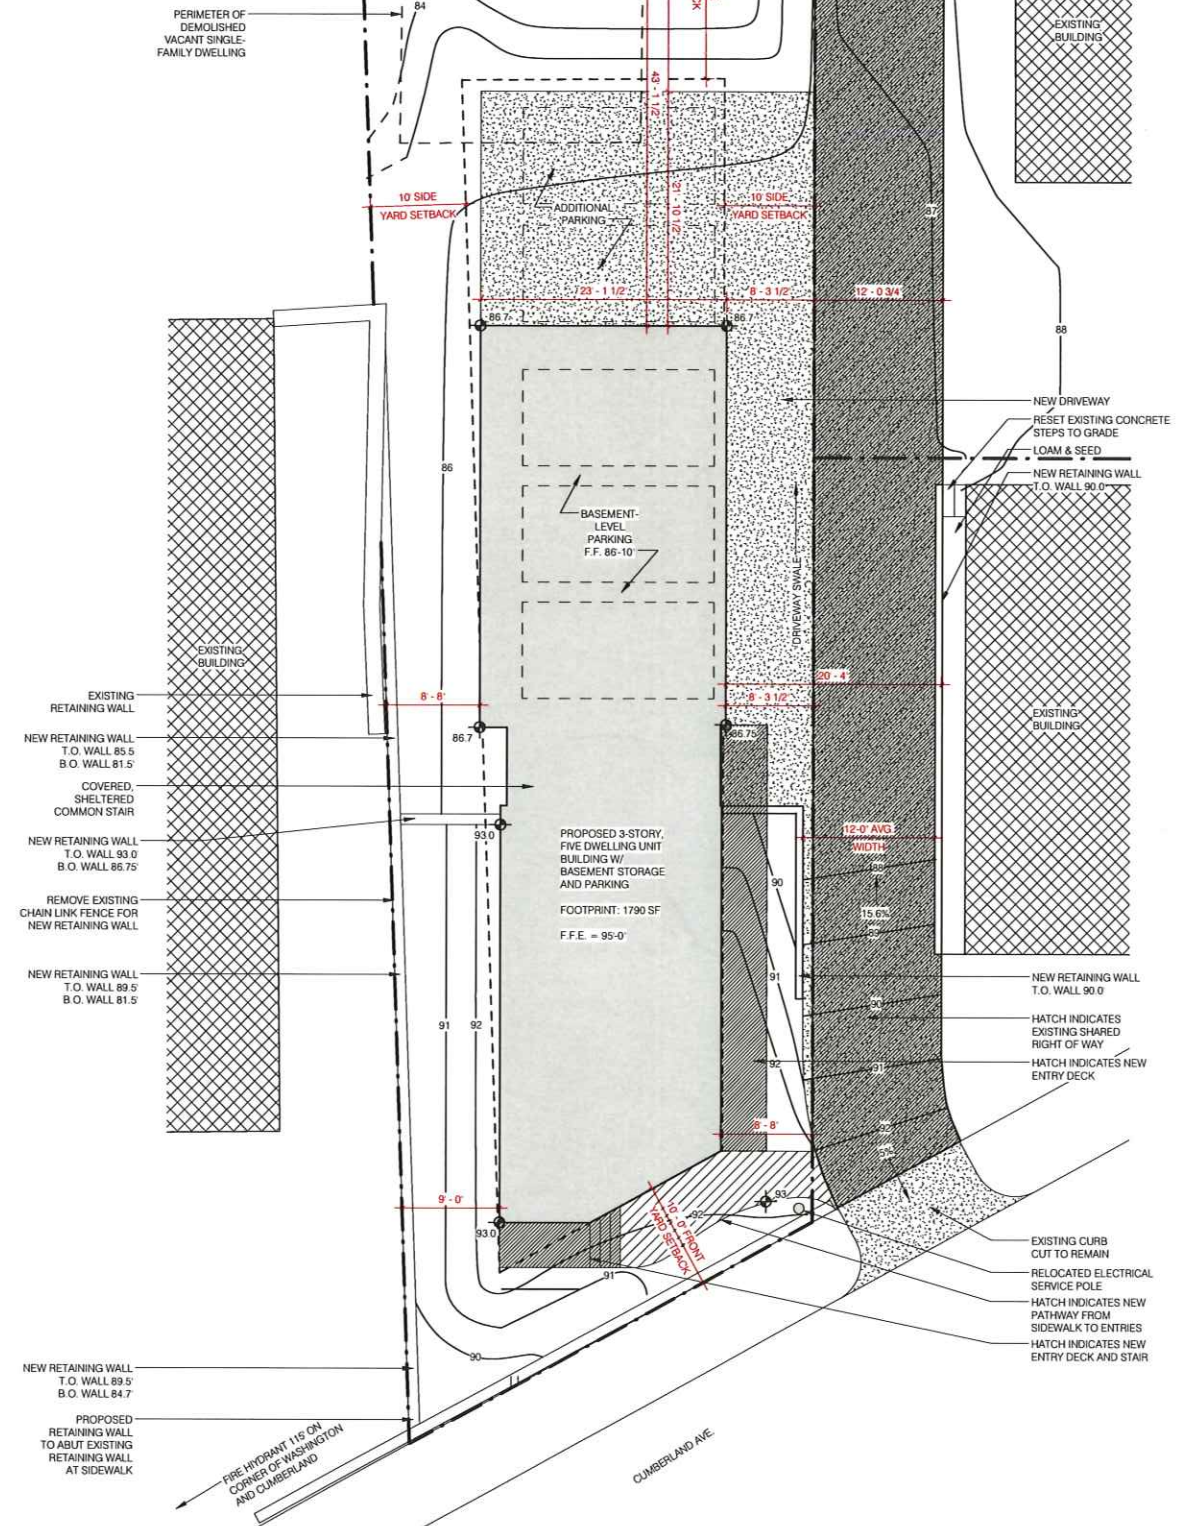 PERIMETER OF
DEMOLISHED
VACANT SINGLE-
FAMILY DWELLING
84
EXISTING
BUILDING
43' - 1 1/2"
21' - 10 1/2"
10' SIDE
YARD SETBACK
10' SIDE
YARD SETBACK
ADDITIONAL
PARKING
87
23' - 1 1/2"
8' - 3 1/2"
12' - 0 3/4"
86.7
86.7
88
NEW DRIVEWAY
RESET EXISTING CONCRETE
STEPS TO GRADE
LOAM & SEED
NEW RETAINING WALL
T.O. WALL 90.0'
86
BASEMENT-
LEVEL
PARKING
F.F. 86'-10"
DRIVEWAY SWALE
EXISTING
BUILDING
EXISTING
RETAINING WALL
8' - 8"
20' - 4"
8' - 3 1/2"
EXISTING
BUILDING
86.7
86.75
NEW RETAINING WALL
T.O. WALL 85.5
B.O. WALL 81.5'
COVERED,
SHELTERED
COMMON STAIR
NEW RETAINING WALL
T.O. WALL 93.0'
B.O. WALL 86.75'
93.0
PROPOSED 3-STORY,
FIVE DWELLING UNIT
BUILDING W/
BASEMENT STORAGE
AND PARKING
FOOTPRINT: 1790 SF
F.F.E. = 95'-0"
12'-0" AVG.
WIDTH
88
90
15.6%
89
REMOVE EXISTING
CHAIN LINK FENCE FOR
NEW RETAINING WALL
NEW RETAINING WALL
T.O. WALL 89.5'
B.O. WALL 81.5'
91
NEW RETAINING WALL
T.O. WALL 90.0'
90
HATCH INDICATES
EXISTING SHARED
RIGHT OF WAY
91
92
92
91
HATCH INDICATES NEW
ENTRY DECK
8' - 8"
92
9' - 0"
93
92
10' - 0" FRONT
YARD SETBACK
93.0
91
EXISTING CURB
CUT TO REMAIN
RELOCATED ELECTRICAL
SERVICE POLE
HATCH INDICATES NEW
PATHWAY FROM
SIDEWALK TO ENTRIES
HATCH INDICATES NEW
ENTRY DECK AND STAIR
90
NEW RETAINING WALL
T.O. WALL 89.5'
B.O. WALL 84.7'
PROPOSED
RETAINING WALL
TO ABUT EXISTING
RETAINING WALL
AT SIDEWALK
FIRE HYDRANT 115' ON
CORNER OF WASHINGTON
AND CUMBERLAND
CUMBERLAND AVE.